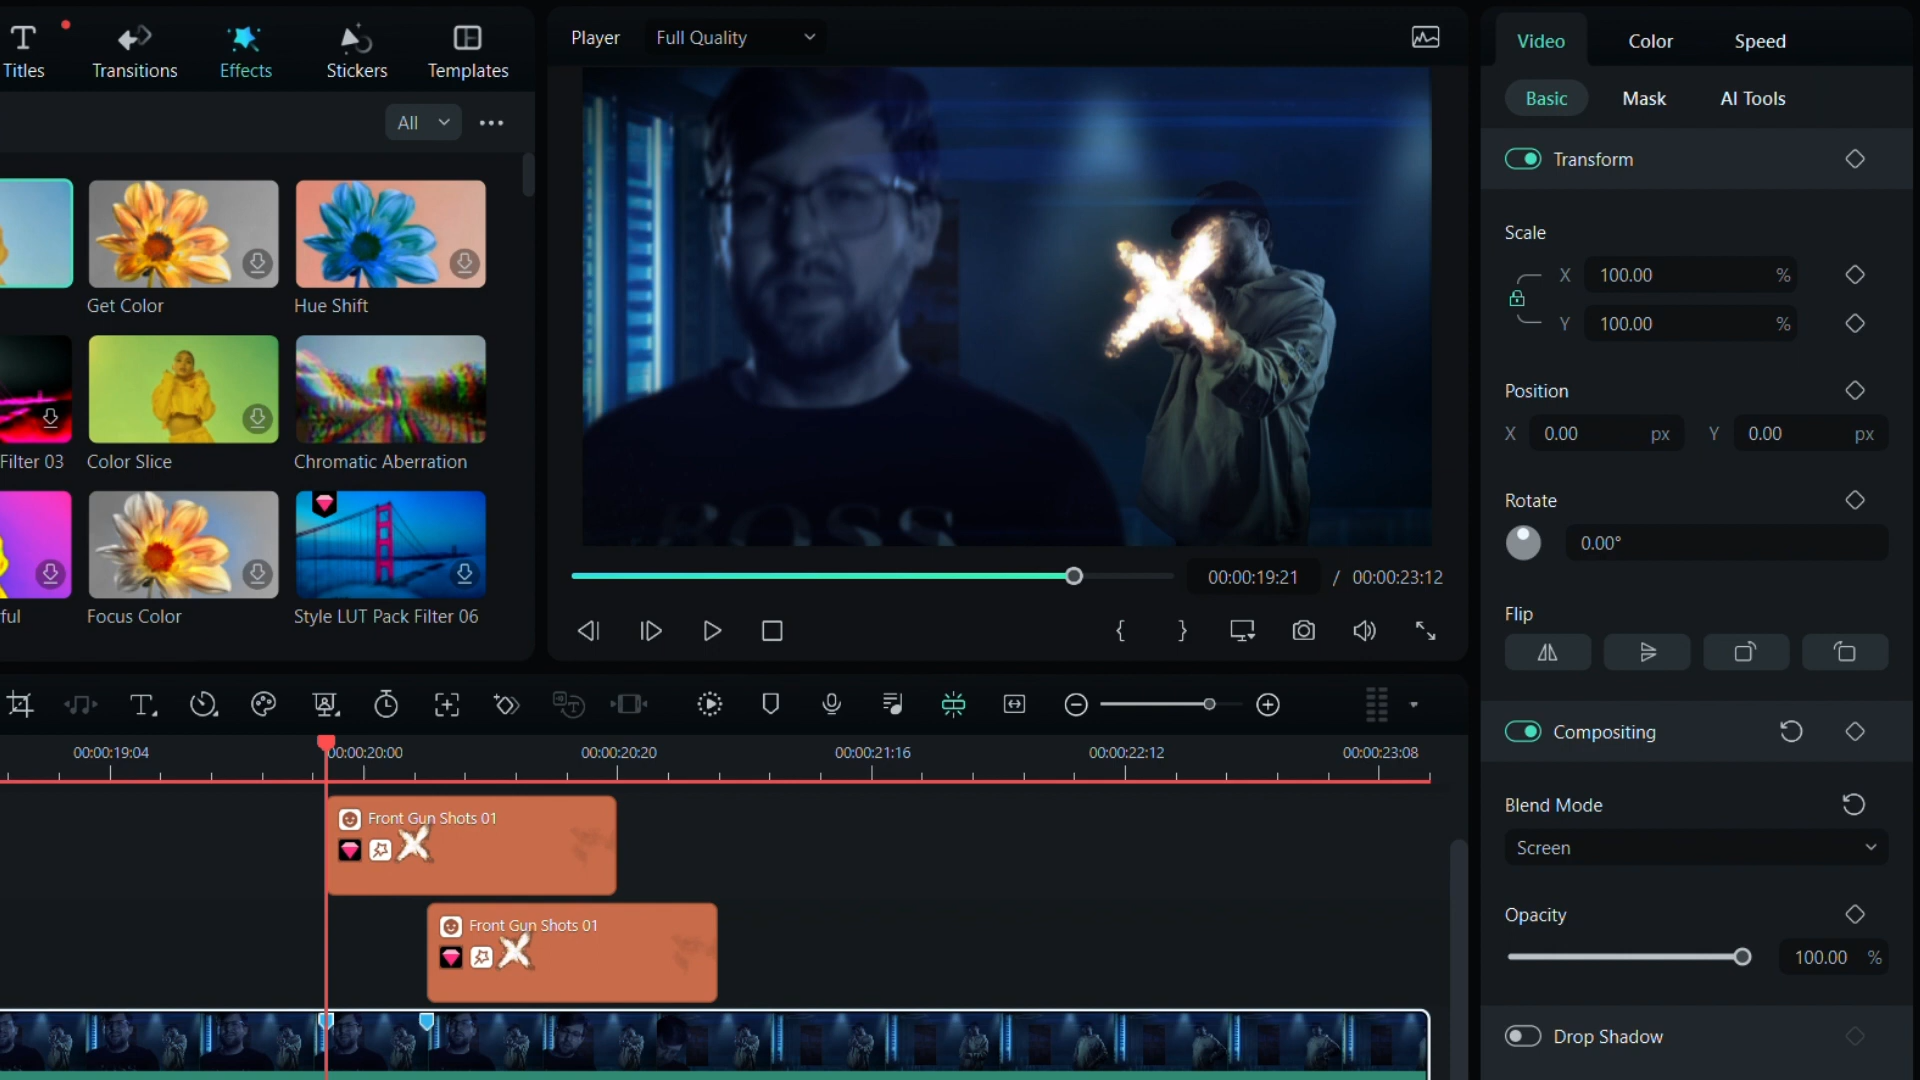 Titles
Transitions
Effects
Stickers
Templates
All
Get Color
Hue Shift
Filter 03
Color Slice
Chromatic Aberration
ful
Focus Color
Style LUT Pack Filter 06
Player
Full Quality
BOSS
00:00:19:21 / 00:00:23:12
Video
Color
Speed
Basic
Mask
AI Tools
Transform
Scale
X 100.00 %
Y 100.00 %
Position
X 0.00 px Y 0.00 px
Rotate
0.00°
Flip
Compositing
Blend Mode
Screen
Opacity
100.00 %
Drop Shadow
00:00:19:04
00:00:20:00
00:00:20:20
00:00:21:16
00:00:22:12
00:00:23:08
Front Gun Shots 01
Front Gun Shots 01